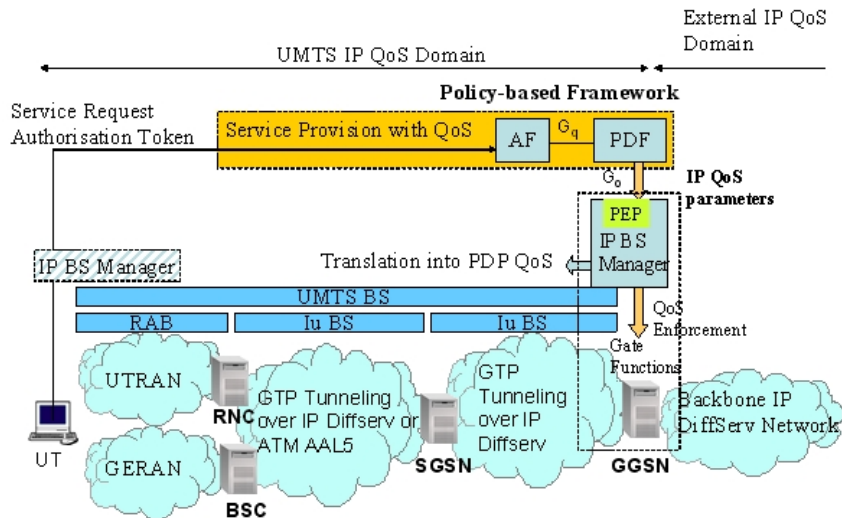 External IP QoS
Domain
UMTS IP QoS Domain
Policy-based Framework
Service Request
Authorisation Token
Service Provision with QoS
AF
Gq
PDF
Go
IP QoS
parameters
PEP
IP BS
Manager
IP BS Manager
Translation into PDP QoS
UMTS BS
RAB
Iu BS
Iu BS
QoS
Enforcement
Gate
Functions
UTRAN
RNC
GTP Tunneling
over IP Diffserv or
ATM AAL5
GTP
Tunneling
over IP
Diffserv
Backbone IP
DiffServ Network
UT
GERAN
BSC
SGSN
GGSN